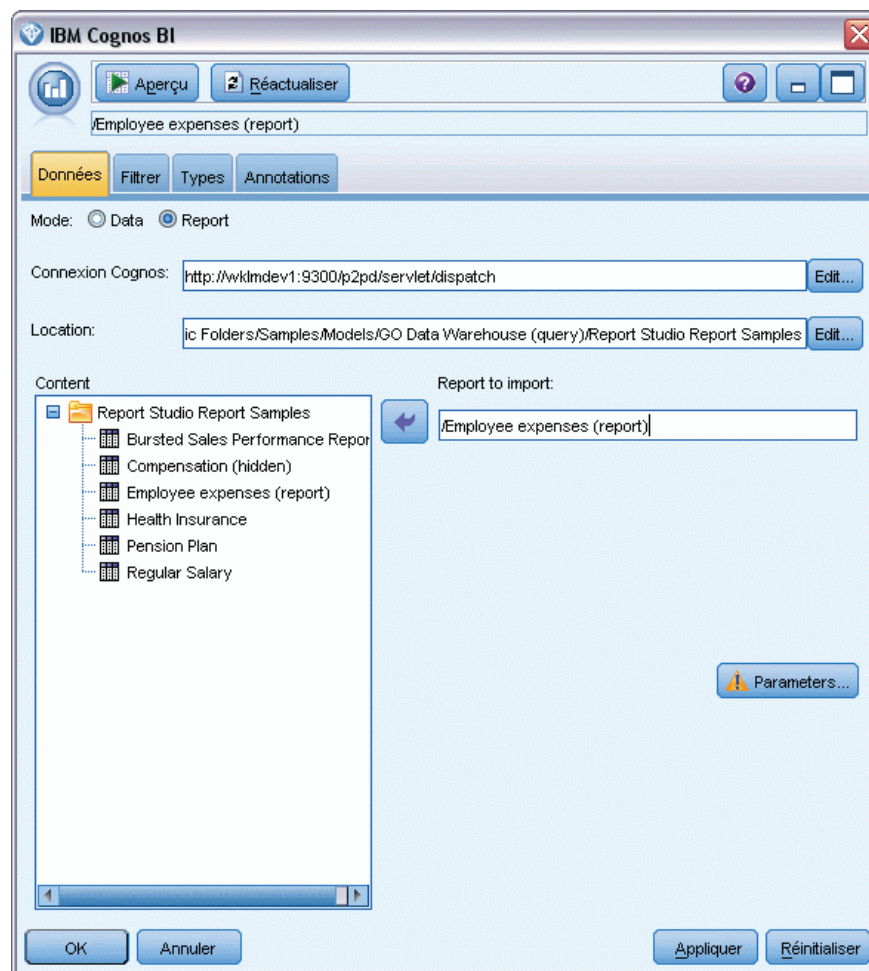 IBM Cognos BI
Aperçu Réactualiser
/Employee expenses (report)
Données Filtrer Types Annotations
Mode: Data Report
Connexion Cognos: http://wklmdev1:9300/p2pd/servlet/dispatch Edit...
Location: ic Folders/Samples/Models/GO Data Warehouse (query)/Report Studio Report Samples Edit...
Content
Report to import:
Report Studio Report Samples
/Employee expenses (report)
Bursted Sales Performance Repor
Compensation (hidden)
Employee expenses (report)
Health Insurance
Pension Plan
Regular Salary
Parameters...
OK Annuler Appliquer Réinitialiser